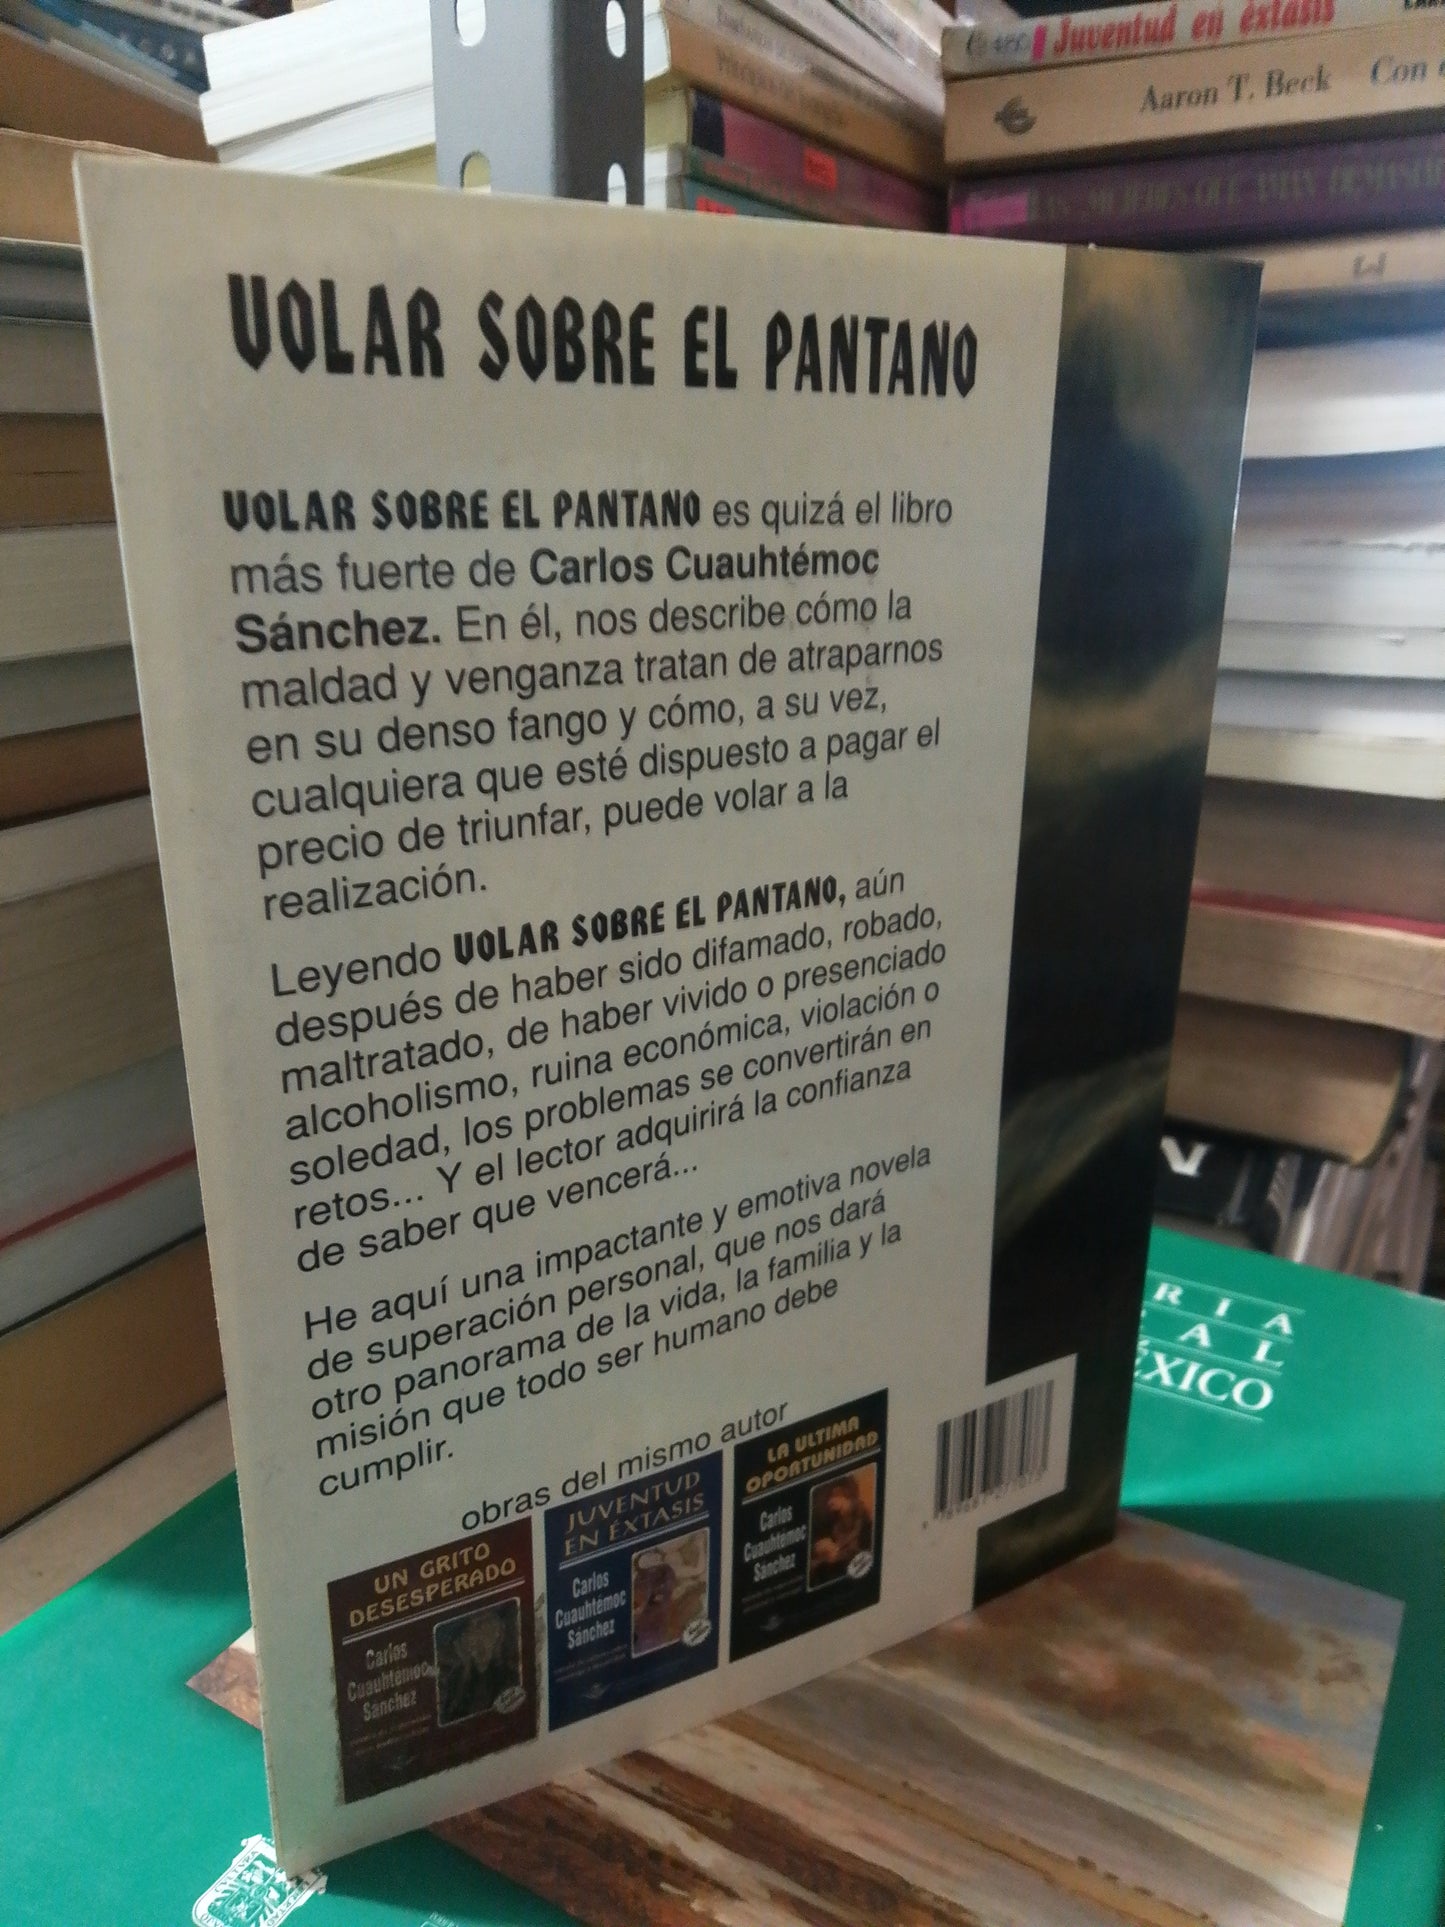 Juventud en éxtasis
Aaron T. Beck Con
VOLAR SOBRE EL PANTANO
VOLAR SOBRE EL PANTANO es quizá el libro
más fuerte de Carlos Cuauhtémoc
Sánchez. En él, nos describe cómo la
maldad y venganza tratan de atraparnos
en su denso fango y cómo, a su vez,
cualquiera que esté dispuesto a pagar el
precio de triunfar, puede volar a la
realización.
Leyendo VOLAR SOBRE EL PANTANO, aún
después de haber sido difamado, robado,
maltratado, de haber vivido o presenciado
alcoholismo, ruina económica, violación o
soledad, los problemas se convertirán en
retos... Y el lector adquirirá la confianza
de saber que vencerá...
He aquí una impactante y emotiva novela
de superación personal, que nos dará
otro panorama de la vida, la familia y la
misión que todo ser humano debe
cumplir.
obras del mismo autor
UN GRITO
DESESPERADO
Carlos
Cuauhtémoc
Sánchez
JUVENTUD
EN ÉXTASIS
Carlos
Cuauhtémoc
Sánchez
LA ULTIMA
OPORTUNIDAD
Carlos
Cuauhtémoc
Sánchez
RIA
RAL
ÉXICO